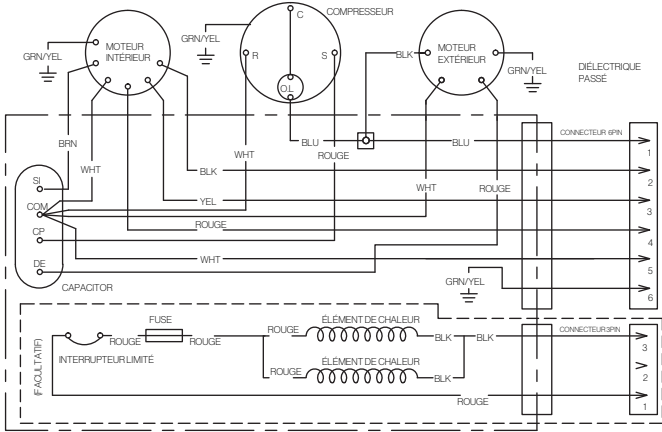 COMPRESSEUR
C
R
S
O.L
GRN/YEL
MOTEUR
INTÉRIEUR
GRN/YEL
BLK
MOTEUR
EXTÉRIEUR
GRN/YEL
DIÉLECTRIQUE
PASSÉ
BRN
WHT
BLK
YEL
ROUGE
WHT
WHT
BLU
ROUGE
WHT
BLU
ROUGE
CONNECTEUR 6PIN
1
2
3
4
5
6
GRN/YEL
SI
COM
CP
DE
CAPACITOR
(FACULTATIF)
INTERRUPTEUR LIMITÉ
ROUGE
FUSE
ROUGE
ROUGE
ÉLÉMENT DE CHALEUR
BLK
BLK
ROUGE
ÉLÉMENT DE CHALEUR
BLK
ROUGE
CONNECTEUR3PIN
3
2
1